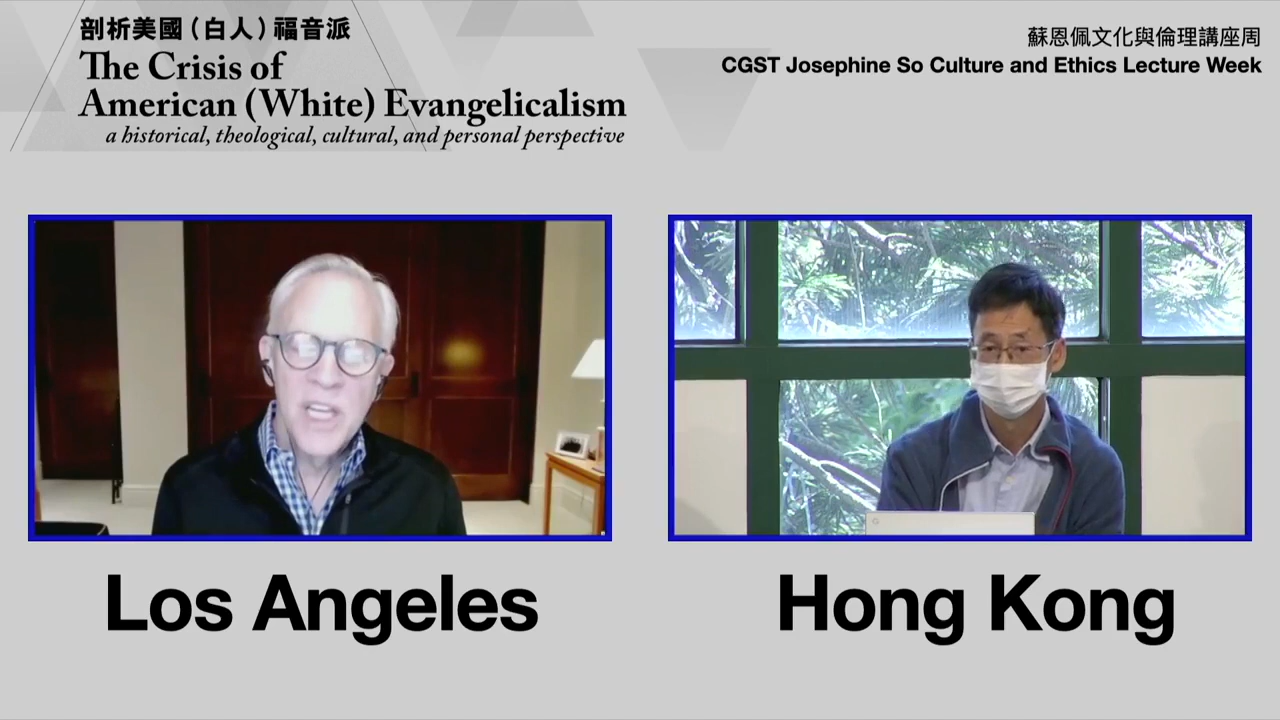 剖析美國（白人）福音派
The Crisis of
American (White) Evangelicalism
a historical, theological, cultural, and personal perspective
蘇恩佩文化與倫理講座周
CGST Josephine So Culture and Ethics Lecture Week
Los Angeles
Hong Kong